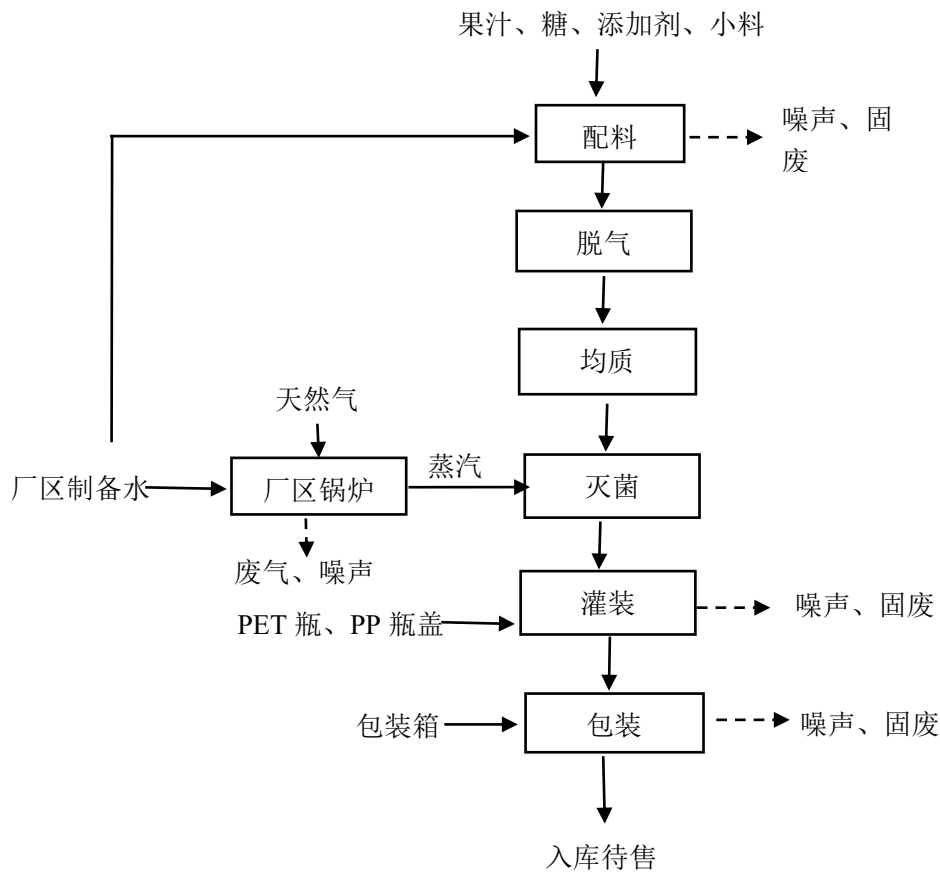 果汁、糖、添加剂、小料
配料
噪声、固
废
脱气
均质
天然气
厂区制备水
厂区锅炉
蒸汽
灭菌
废气、噪声
PET 瓶、PP 瓶盖
灌装
噪声、固废
包装箱
包装
噪声、固废
入库待售